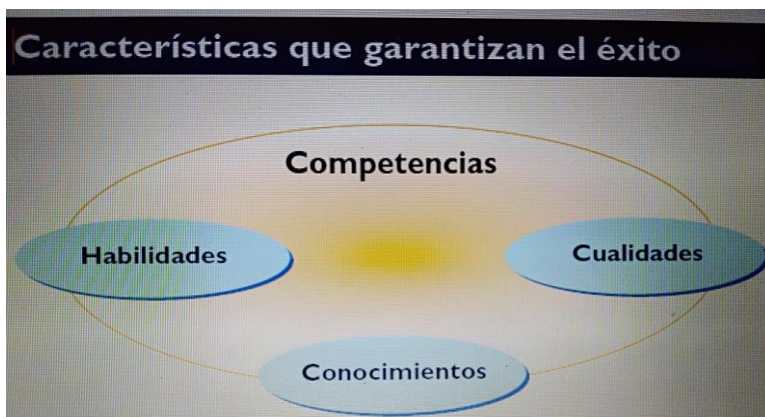 Características que garantizan el éxito
Competencias
Habilidades
Cualidades
Conocimientos